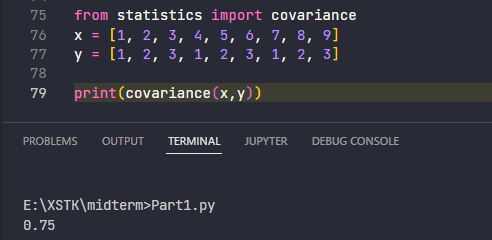 75 from statistics import covariance
76 x = [1, 2, 3, 4, 5, 6, 7, 8, 9]
77 y = [1, 2, 3, 1, 2, 3, 1, 2, 3]
78
79 print(covariance(x,y))
PROBLEMS OUTPUT TERMINAL JUPYTER DEBUG CONSOLE
E:\XSTK\midterm>Part1.py
0.75